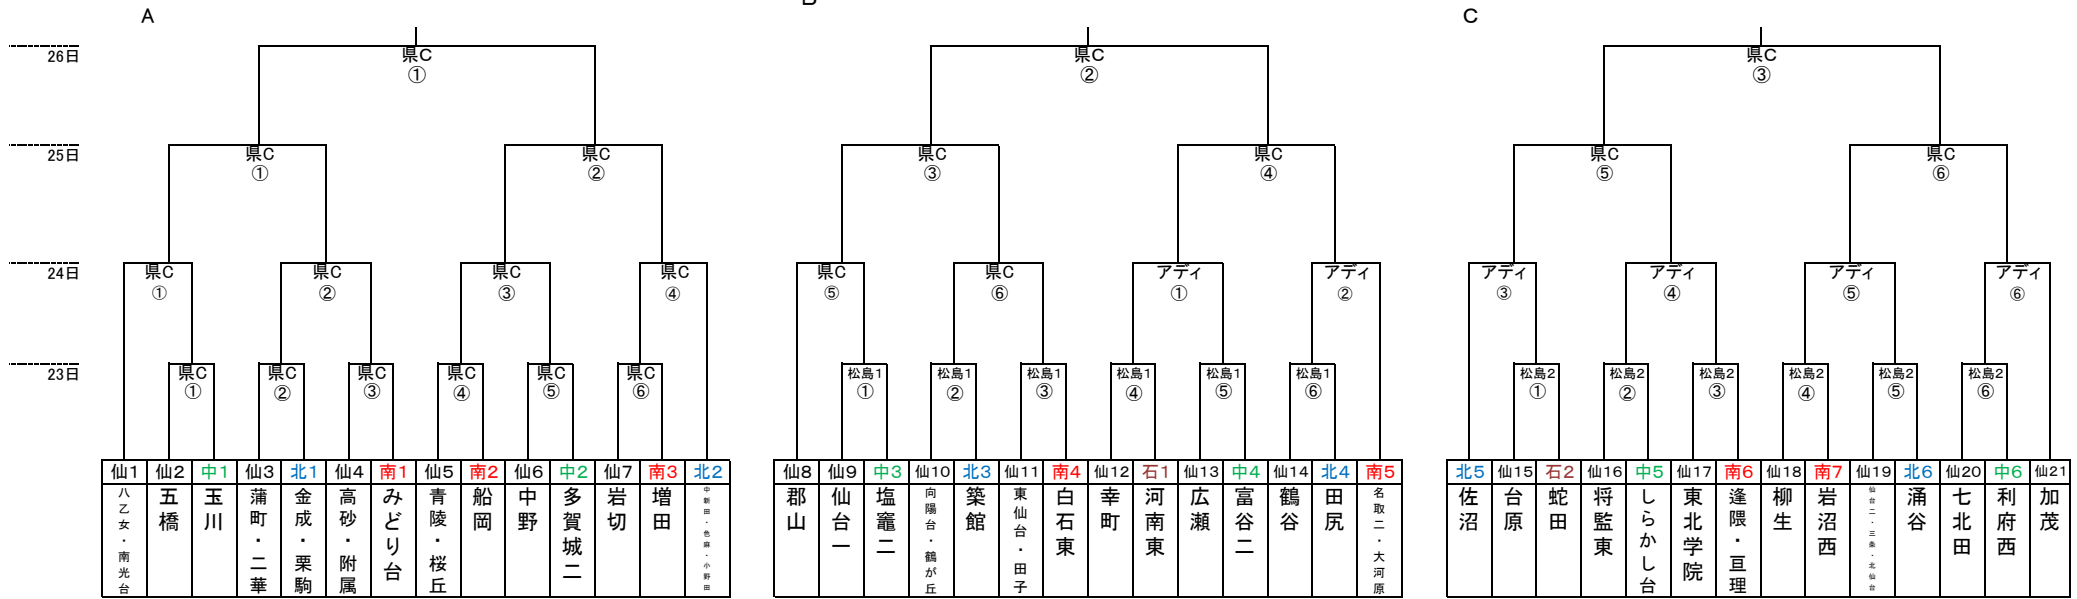 A B C
26日 県C 県C 県C
① ② ③
25日 県C 県C 県C 県C 県C 県C
① ② ③ ④ ⑤ ⑥
24日 県C 県C 県C 県C 県C 県C アディ アディ アディ アディ アディ アディ
① ② ③ ④ ⑤ ⑥ ① ② ③ ④ ⑤ ⑥
23日 県C 県C 県C 県C 県C 県C 松島1 松島1 松島1 松島1 松島1 松島1 松島2 松島2 松島2 松島2 松島2 松島2
① ② ③ ④ ⑤ ⑥ ① ② ③ ④ ⑤ ⑥ ① ② ③ ④ ⑤ ⑥
仙1 仙2 中1 仙3 北1 仙4 南1 仙5 南2 仙6 中2 仙7 南3 北2 仙8 仙9 中3 仙10 北3 仙11 南4 仙12 石1 仙13 中4 仙14 北4 南5 北5 仙15 石2 仙16 中5 仙17 南6 仙18 南7 仙19 北6 仙20 中6 仙21
八乙女・南光台
五橋
玉川
蒲町・二華
金成・栗駒
高砂・附属
みどり台
青陵・桜丘
船岡
中野
多賀城二
岩切
増田
中新田・色麻・小野田
郡山
仙台一
塩竈二
向陽台・鶴が丘
築館
東仙台・田子
白石東
幸町
河南東
広瀬
富谷二
鶴谷
田尻
名取二・大河原
佐沼
台原
蛇田
将監東
しらかし台
東北学院
逢隈・亘理
柳生
岩沼西
仙台二・三条・北仙台
涌谷
七北田
利府西
加茂